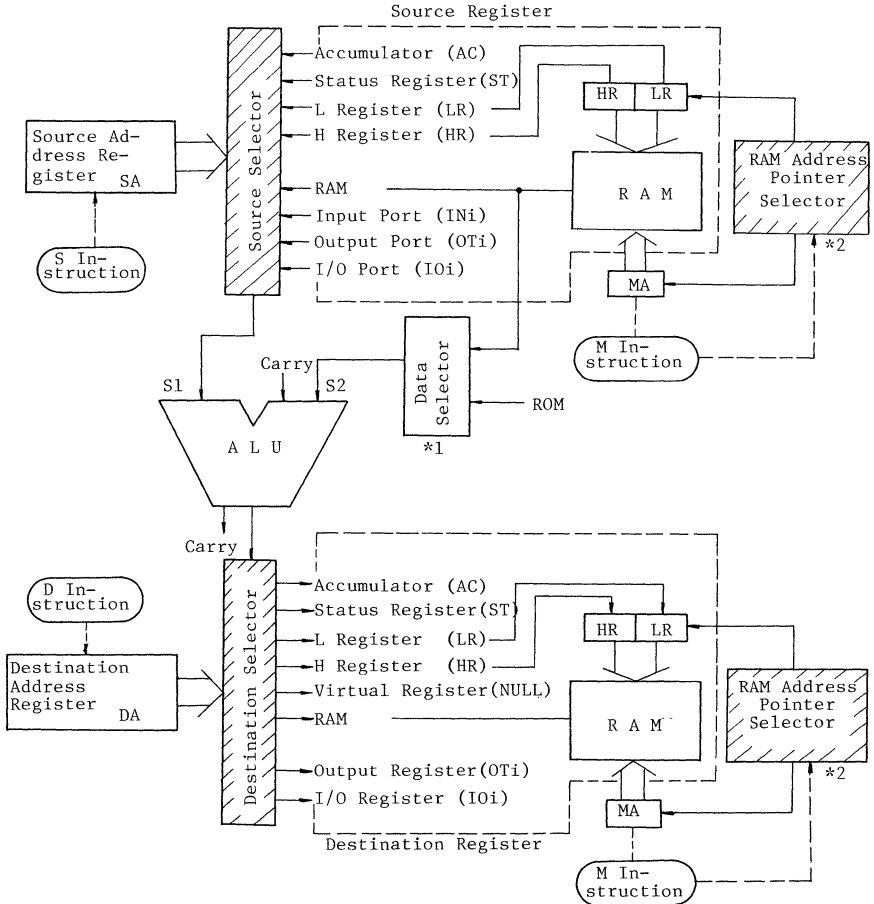 Source Register
Accumulator (AC)
Status Register(ST)
L Register (LR)
H Register (HR)
RAM
Input Port (INi)
Output Port (OTi)
I/O Port (IOi)
Source Selector
Source Ad-
dress Re-
gister SA
S In-
struction
HR LR
R A M
MA
RAM Address
Pointer
Selector
*2
M In-
struction
Carry
S1 S2
Data
Selector
*1
ROM
A L U
Carry
D In-
struction
Destination
Address
Register DA
Destination Selector
Accumulator (AC)
Status Register(ST)
L Register (LR)
H Register (HR)
Virtual Register(NULL)
RAM
Output Register(OTi)
I/O Register (IOi)
Destination Register
HR LR
R A M
MA
RAM Address
Pointer
Selector
*2
M In-
struction